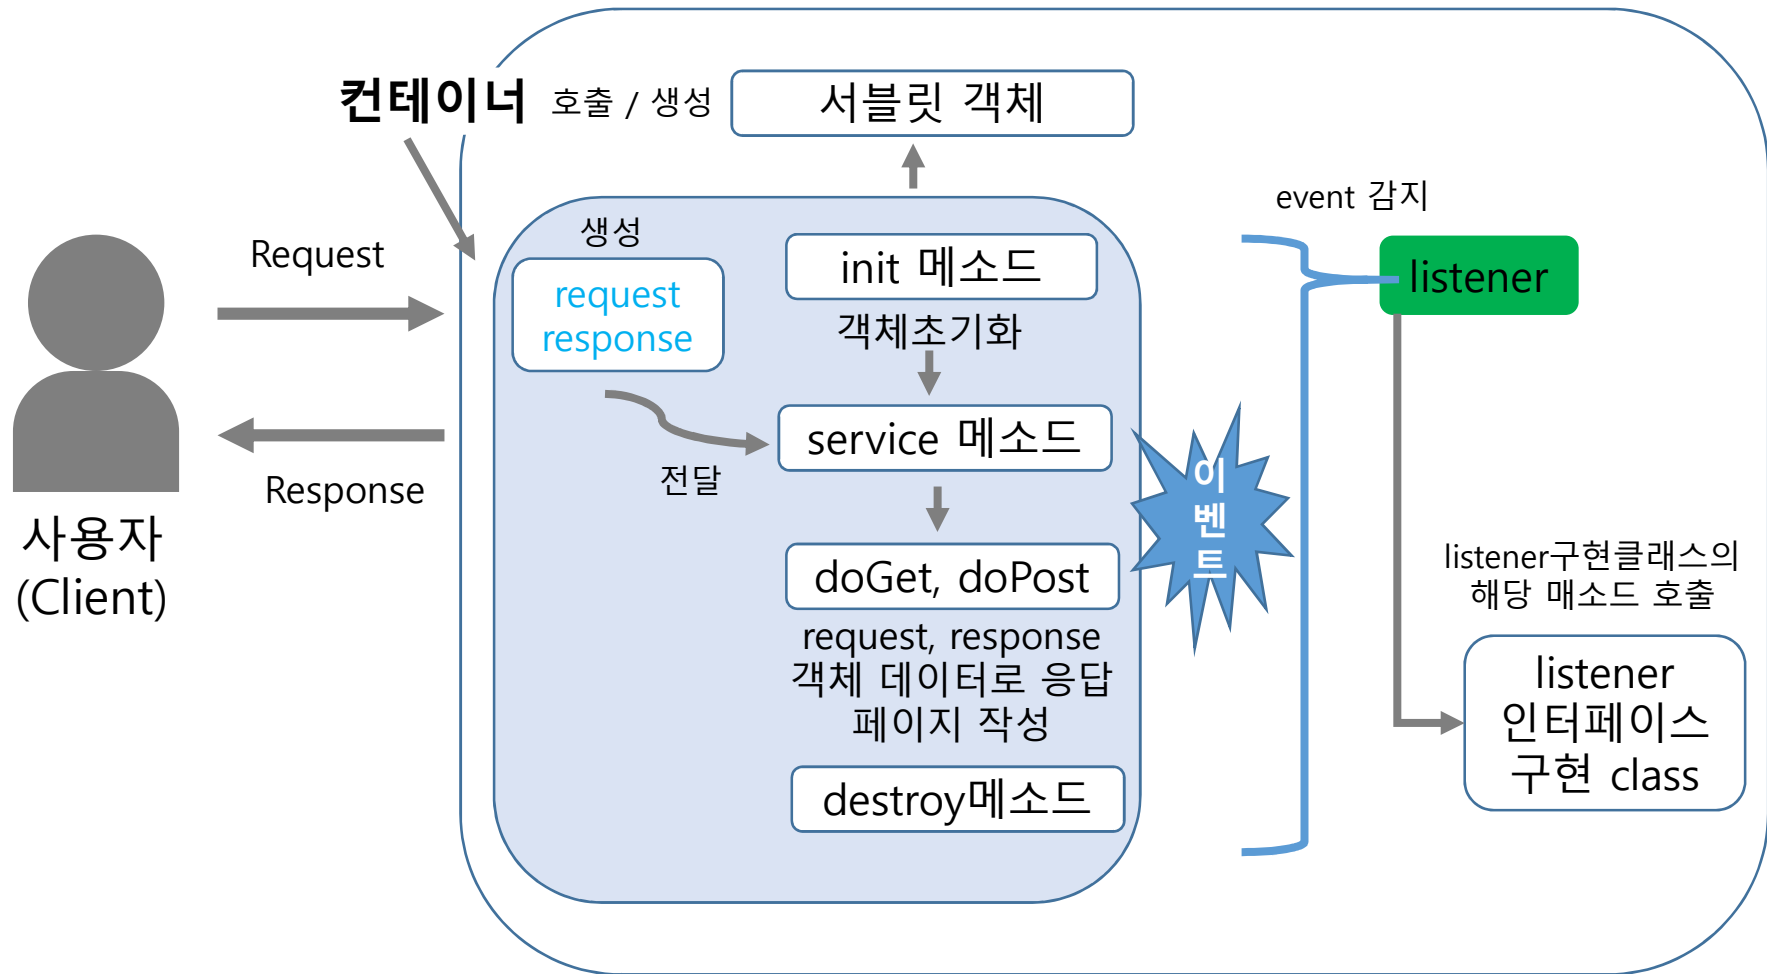 컨테이너
호출 / 생성
서블릿 객체
event 감지
생성
Request
request
response
init 메소드
listener
객체초기화
service 메소드
전달
이
벤
트
Response
사용자
(Client)
doGet, doPost
listener구현클래스의
해당 매소드 호출
request, response
객체 데이터로 응답
페이지 작성
listener
인터페이스
구현 class
destroy메소드